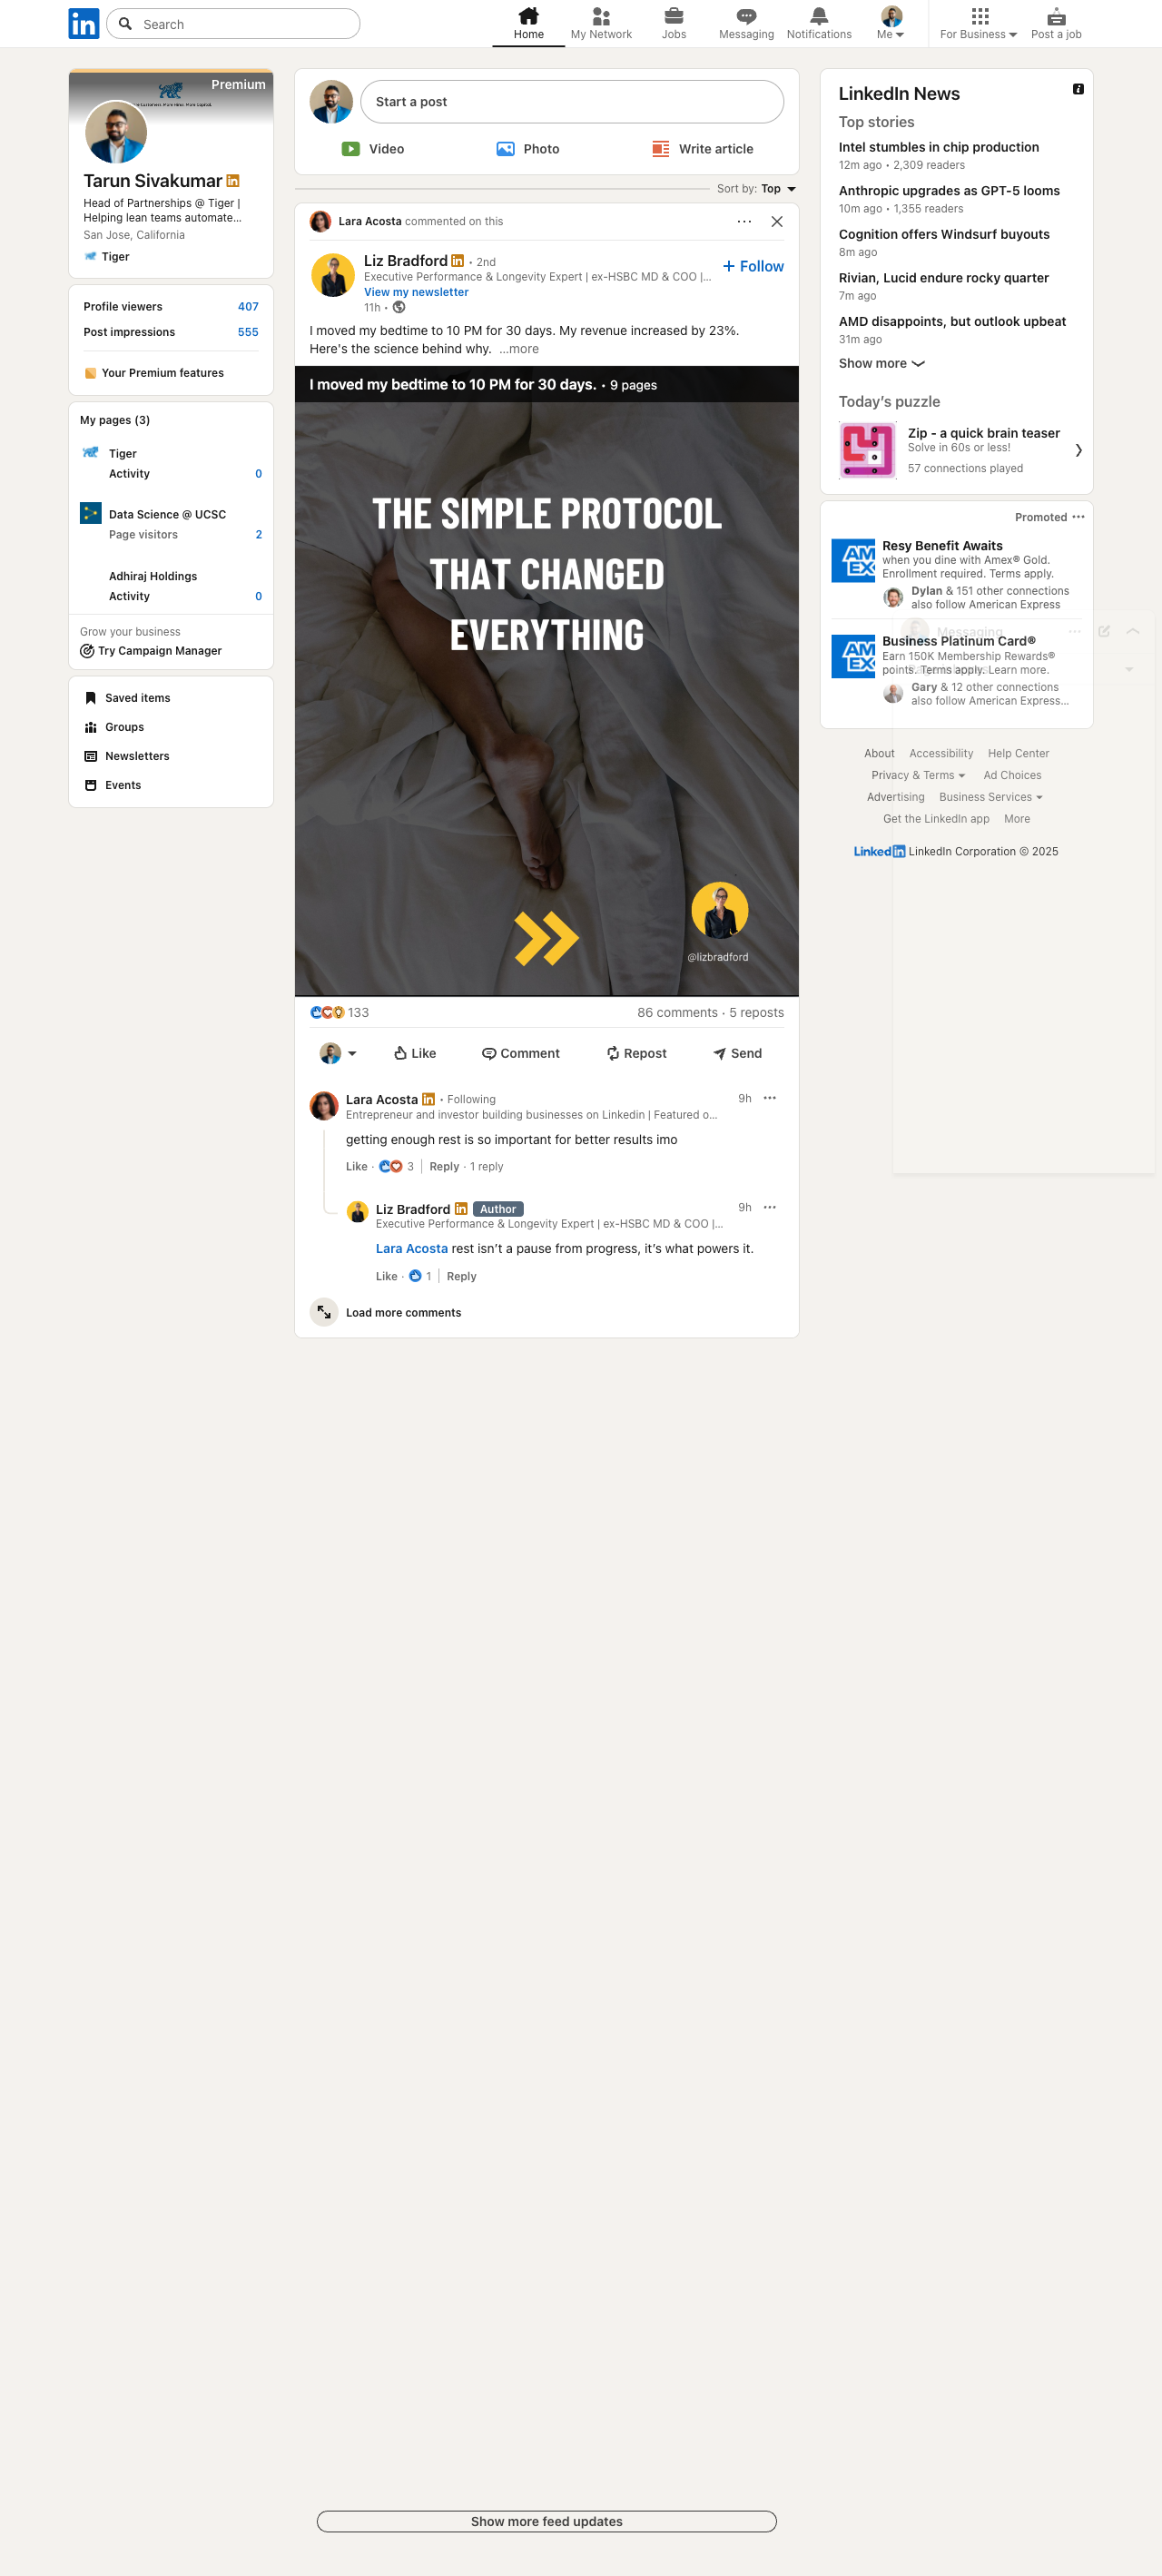 in
Search
Home
My Network
Jobs
Messaging
Notifications
Me
For Business
Post a job
Premium
Tarun Sivakumar in
Head of Partnerships @ Tiger |
Helping lean teams automate...
San Jose, California
Tiger
Profile viewers 407
Post impressions 555
Your Premium features
My pages (3)
Tiger
Activity 0
Data Science @ UCSC
Page visitors 2
Adhiraj Holdings
Activity 0
Grow your business
Try Campaign Manager
Saved items
Groups
Newsletters
Events
Start a post
Video
Photo
Write article
Sort by: Top
Lara Acosta commented on this
Liz Bradford in • 2nd
Executive Performance & Longevity Expert | ex-HSBC MD & COO |...
View my newsletter
11h •
+ Follow
I moved my bedtime to 10 PM for 30 days. My revenue increased by 23%.
Here's the science behind why. ...more
I moved my bedtime to 10 PM for 30 days. • 9 pages
THE SIMPLE PROTOCOL
THAT CHANGED
EVERYTHING
@lizbradford
133
86 comments · 5 reposts
Like
Comment
Repost
Send
Lara Acosta in • Following
9h
Entrepreneur and investor building businesses on Linkedin | Featured o...
getting enough rest is so important for better results imo
Like · 3 | Reply · 1 reply
Liz Bradford in Author
9h
Executive Performance & Longevity Expert | ex-HSBC MD & COO |...
Lara Acosta rest isn't a pause from progress, it's what powers it.
Like · 1 | Reply
Load more comments
Show more feed updates
LinkedIn News
Top stories
Intel stumbles in chip production
12m ago • 2,309 readers
Anthropic upgrades as GPT-5 looms
10m ago • 1,355 readers
Cognition offers Windsurf buyouts
8m ago
Rivian, Lucid endure rocky quarter
7m ago
AMD disappoints, but outlook upbeat
31m ago
Show more
Today's puzzle
Zip - a quick brain teaser
Solve in 60s or less!
57 connections played
Promoted
AM
EX
Resy Benefit Awaits
when you dine with Amex® Gold.
Enrollment required. Terms apply.
Dylan & 151 other connections
also follow American Express
Messaging
AM
EX
Business Platinum Card®
Earn 150K Membership Rewards®
points. Terms apply. Learn more.
Gary & 12 other connections
also follow American Express...
About
Accessibility
Help Center
Privacy & Terms
Ad Choices
Advertising
Business Services
Get the LinkedIn app
More
Linkedin LinkedIn Corporation © 2025